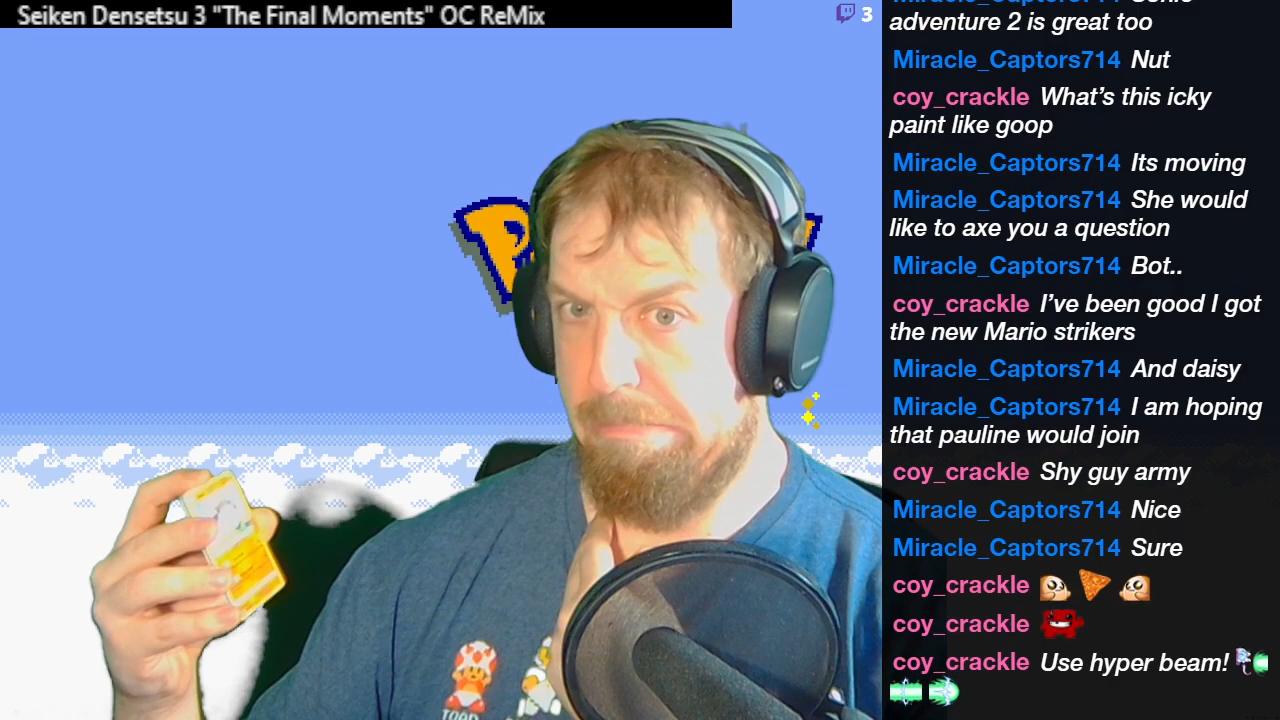 Seiken Densetsu 3 "The Final Moments" OC ReMix
3
adventure 2 is great too
Miracle_Captors714 Nut
coy_crackle What's this icky
paint like goop
Miracle_Captors714 Its moving
Miracle_Captors714 She would
like to axe you a question
Miracle_Captors714 Bot..
coy_crackle I've been good I got
the new Mario strikers
Miracle_Captors714 And daisy
Miracle_Captors714 I am hoping
that pauline would join
coy_crackle Shy guy army
Miracle_Captors714 Nice
Miracle_Captors714 Sure
coy_crackle
coy_crackle
coy_crackle Use hyper beam!
P
TOAD